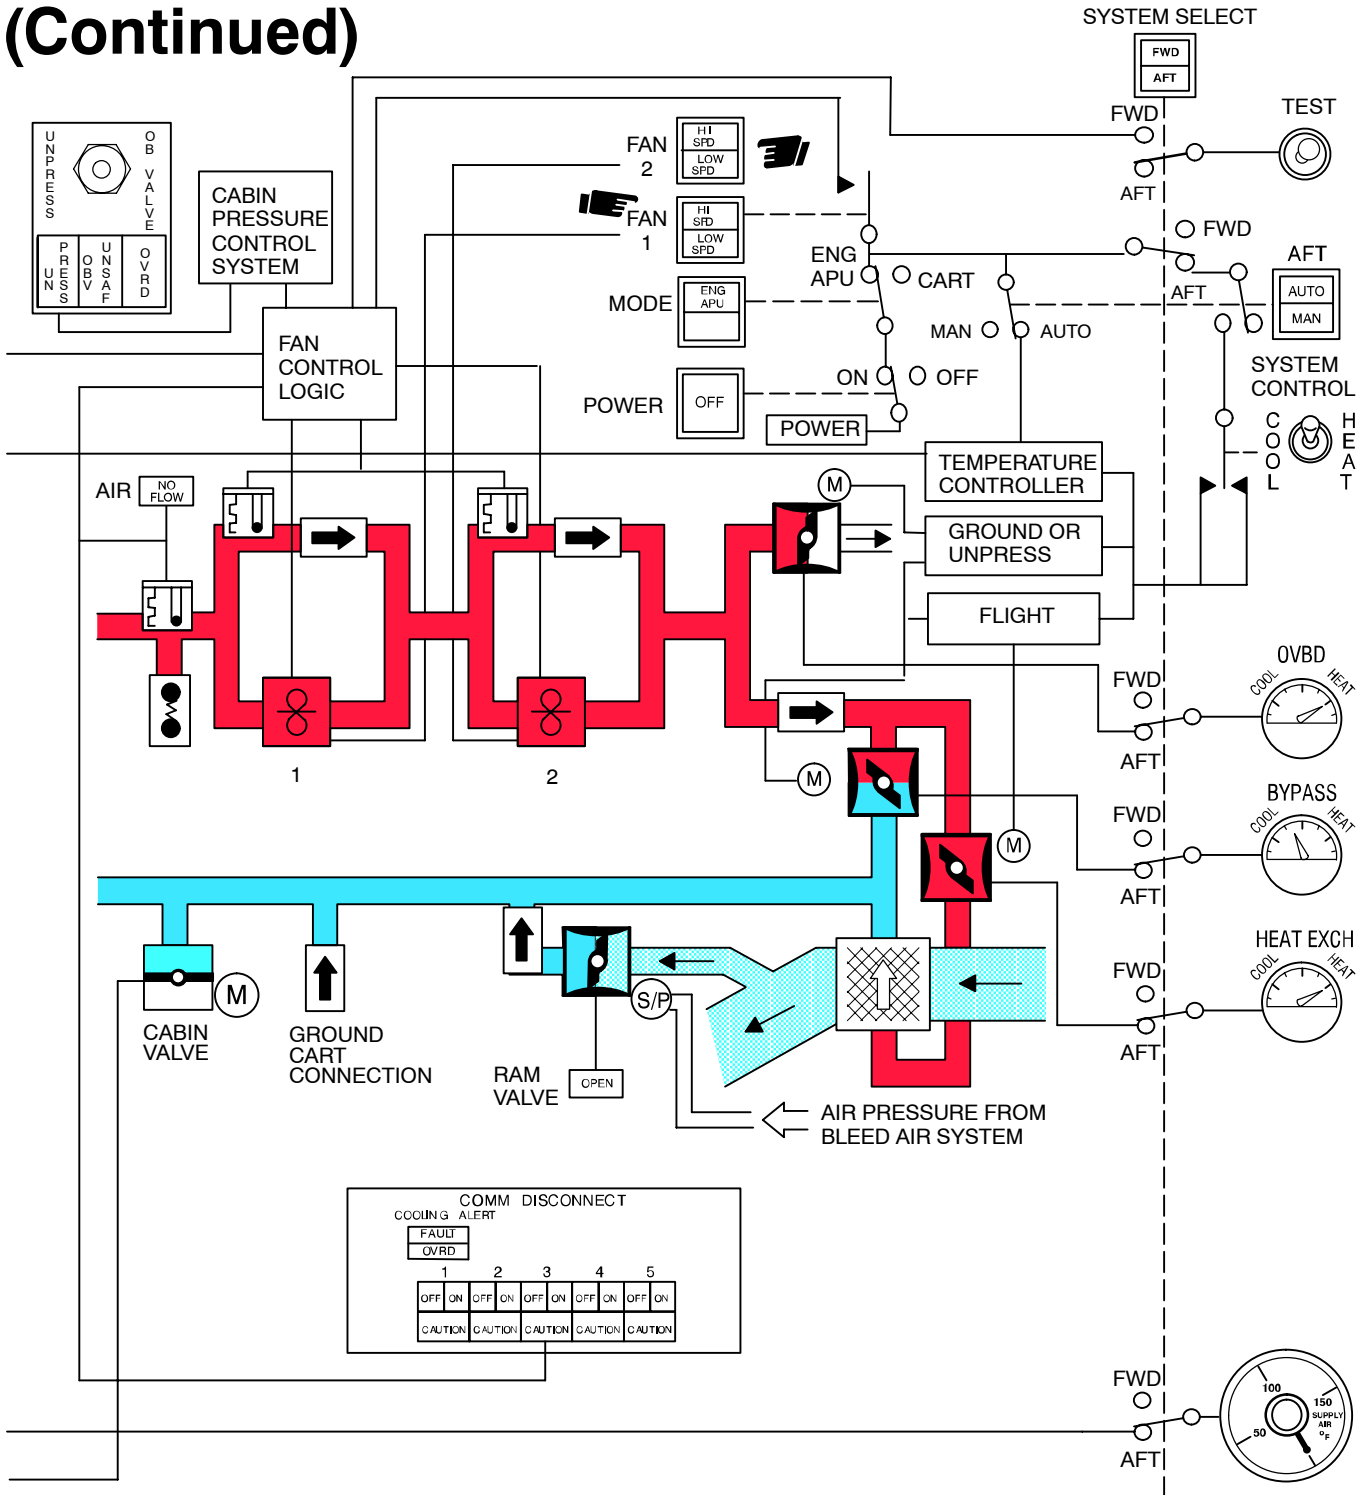 (Continued)
SYSTEM SELECT
FWD
AFT
FWD
TEST
AFT
UNPRESS
OB VALVE
UN
PRESS
OBV
UNSAF
OVRD
CABIN
PRESSURE
CONTROL
SYSTEM
FAN
2
HI
SPD
LOW
SPD
FAN
1
HI
SPD
LOW
SPD
FWD
AFT
AFT
AUTO
MAN
ENG
APU
CART
MODE
ENG
APU
MAN
AUTO
FAN
CONTROL
LOGIC
ON
OFF
POWER
OFF
POWER
SYSTEM
CONTROL
COOL
HEAT
TEMPERATURE
CONTROLLER
AIR
NO
FLOW
M
GROUND OR
UNPRESS
FLIGHT
OVBD
COOL
HEAT
FWD
AFT
1
2
M
BYPASS
COOL
HEAT
FWD
AFT
M
HEAT EXCH
COOL
HEAT
FWD
AFT
M
CABIN
VALVE
GROUND
CART
CONNECTION
S/P
RAM
VALVE
OPEN
AIR PRESSURE FROM
BLEED AIR SYSTEM
COMM DISCONNECT
COOLING ALERT
FAULT
OVRD
1 2 3 4 5
OFF ON OFF ON OFF ON OFF ON OFF ON
CAUTION CAUTION CAUTION CAUTION CAUTION
FWD
AFT
100
150
50
SUPPLY
AIR
°F